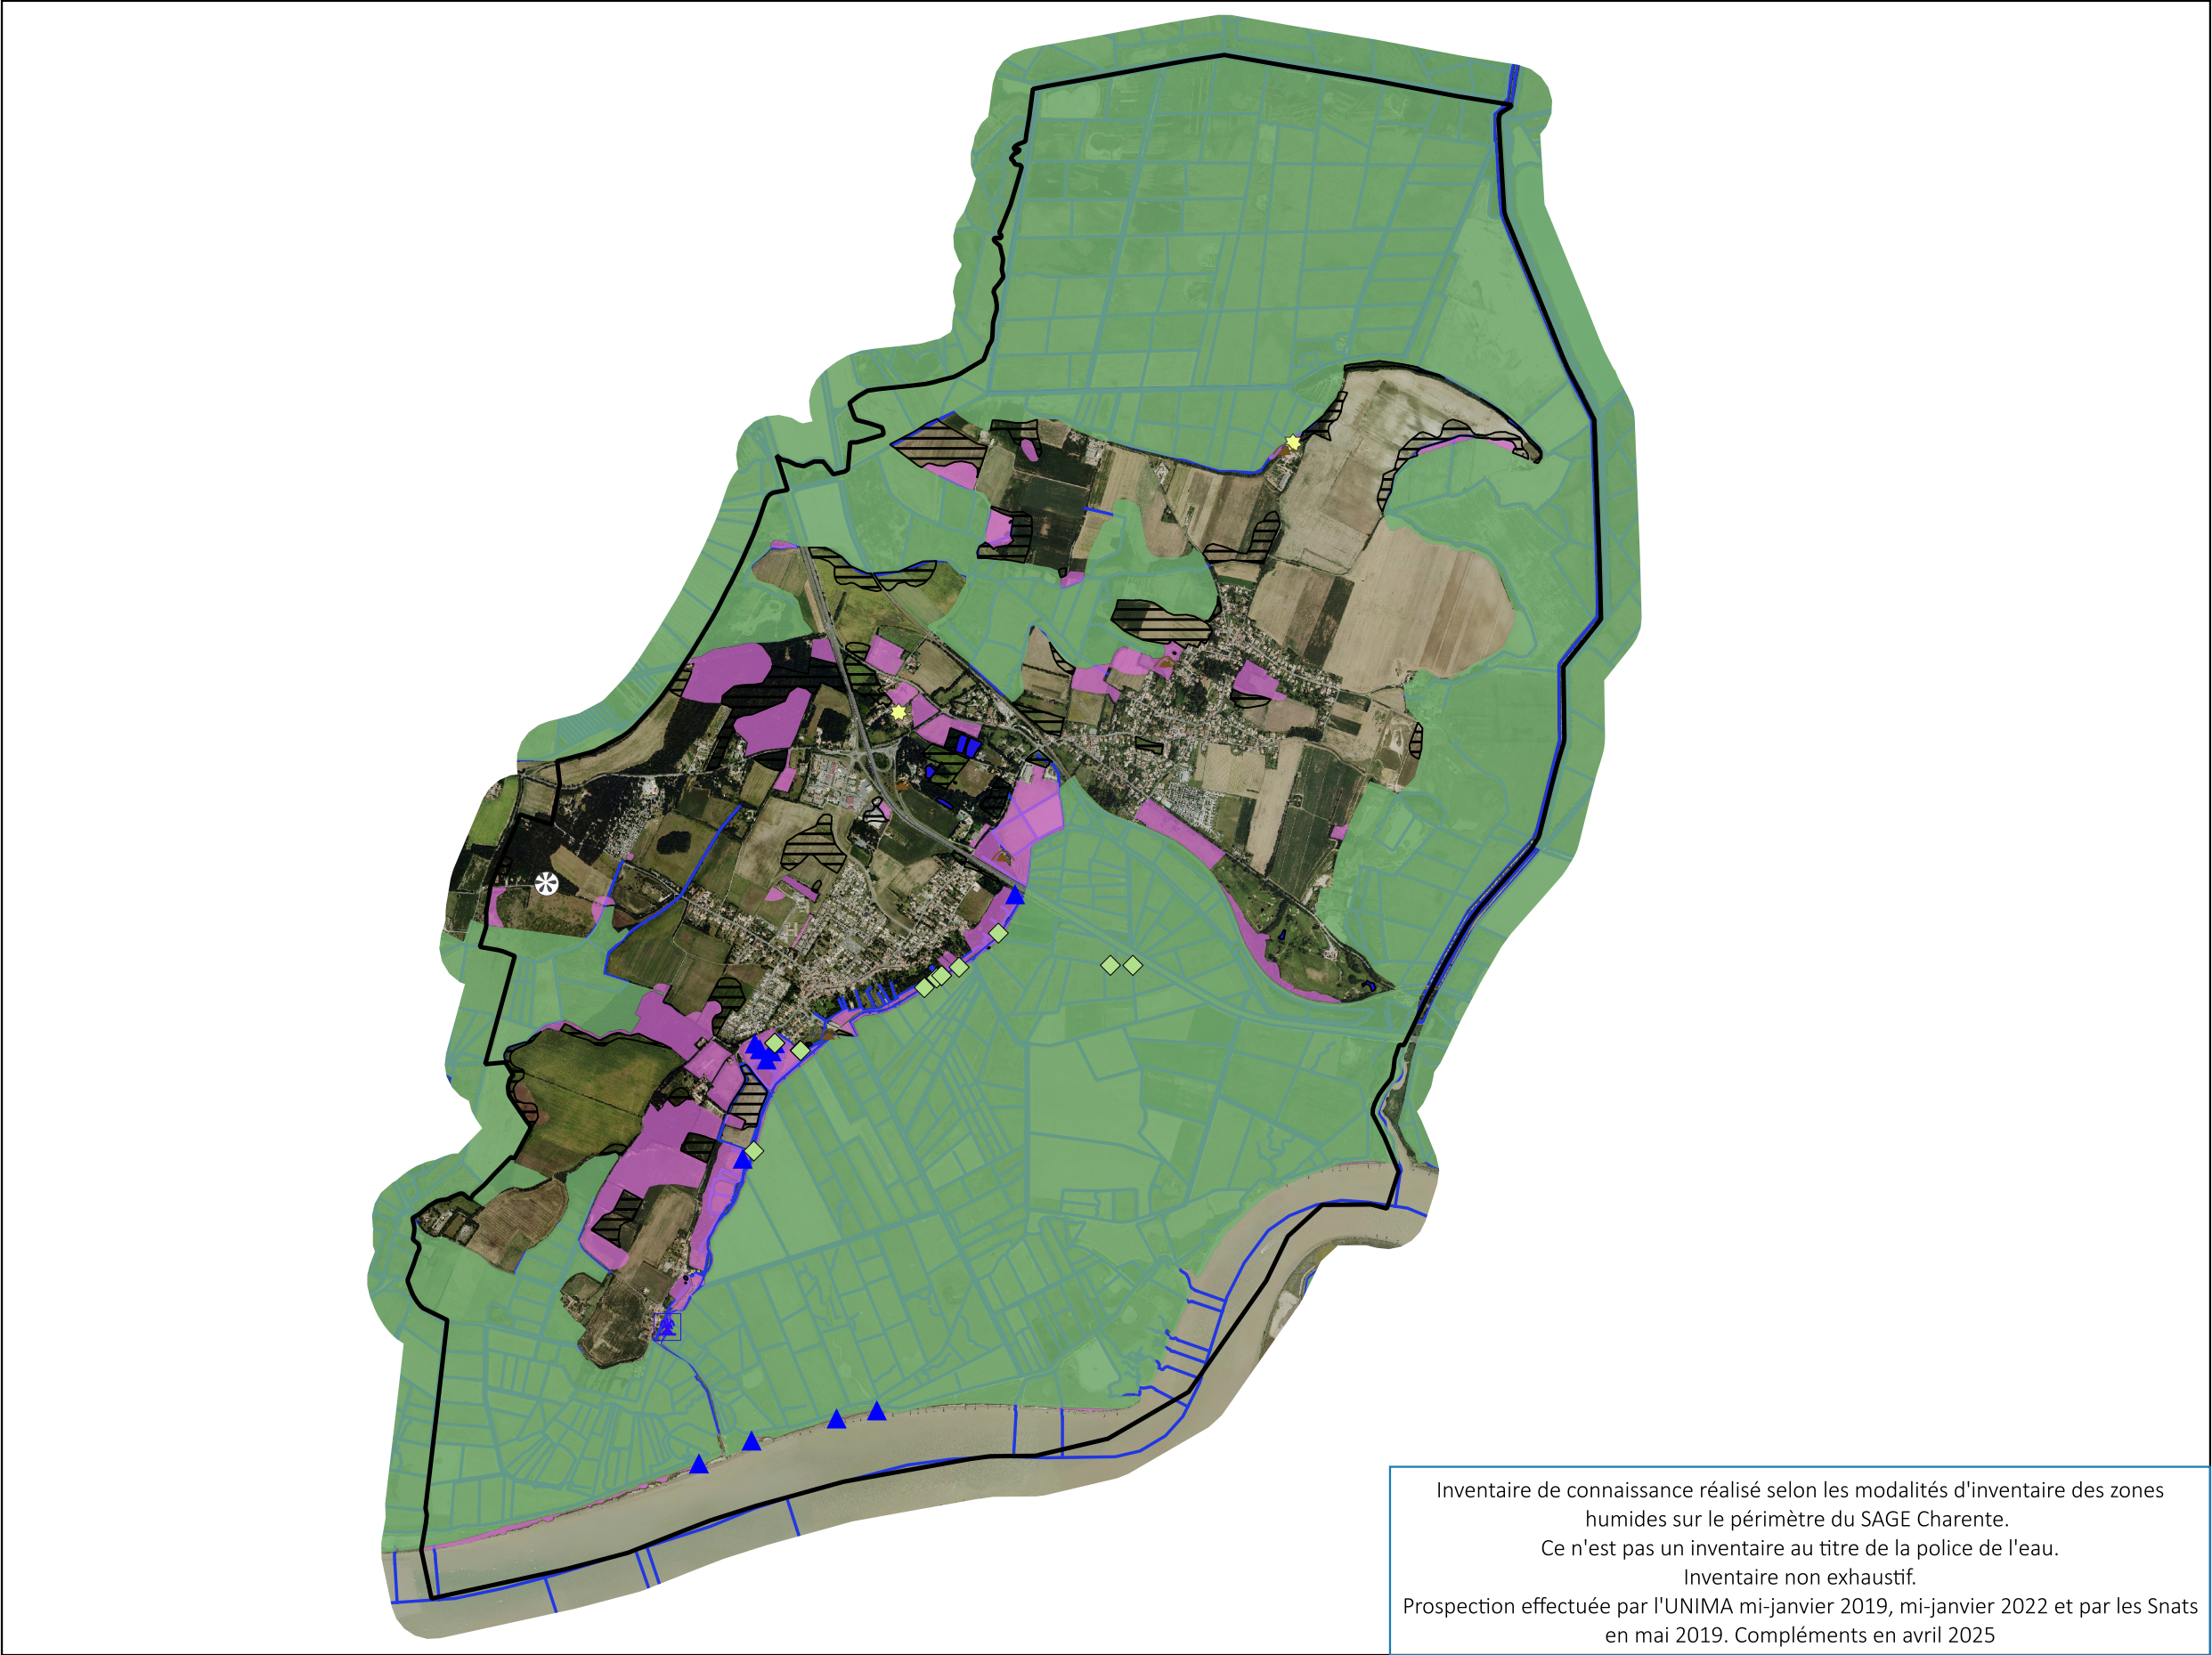 Inventaire de connaissance réalisé selon les modalités d'inventaire des zones
humides sur le périmètre du SAGE Charente.
Ce n'est pas un inventaire au titre de la police de l'eau.
Inventaire non exhaustif.
Prospection effectuée par l'UNIMA mi-janvier 2019, mi-janvier 2022 et par les Snats
en mai 2019. Compléments en avril 2025